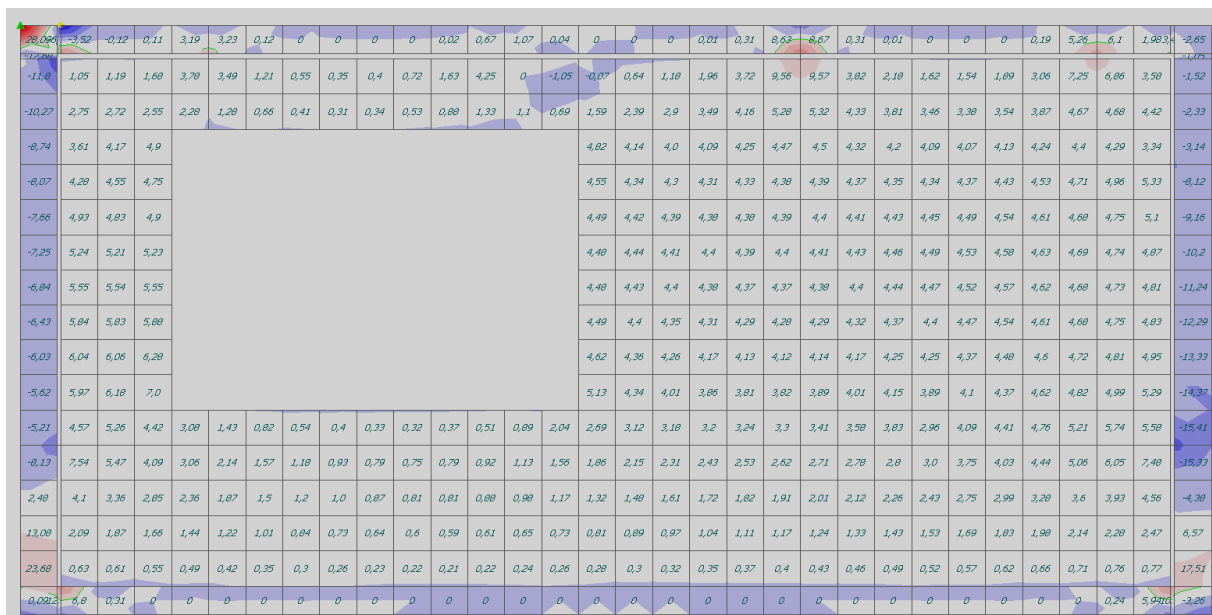 -3,52 -0,12 0,11 3,19 3,23 0,12 0 0 0 0 0,02 0,67 1,07 0,04 0 0 0 0,01 0,31 8,63 8,67 0,31 0,01 0 0 0 0,19 5,26 6,1 -2,65
-11,8 1,05 1,19 1,68 3,78 3,49 1,21 0,55 0,35 0,4 0,72 1,63 4,25 0 -1,05 -0,07 0,64 1,18 1,96 3,72 9,56 9,57 3,82 2,18 1,62 1,54 1,89 3,06 7,25 6,86 3,58 -1,52
-10,27 2,75 2,72 2,55 2,28 1,28 0,66 0,41 0,31 0,34 0,53 0,88 1,33 1,1 0,69 1,59 2,39 2,9 3,49 4,16 5,28 5,32 4,33 3,81 3,46 3,38 3,54 3,87 4,67 4,68 4,42 -2,33
-8,74 3,61 4,17 4,9 4,82 4,14 4,0 4,09 4,25 4,47 4,5 4,32 4,2 4,09 4,07 4,13 4,24 4,4 4,29 3,34 -3,14
-8,07 4,28 4,55 4,75 4,55 4,34 4,3 4,31 4,33 4,38 4,39 4,37 4,35 4,34 4,37 4,43 4,53 4,71 4,96 5,33 -8,12
-7,66 4,93 4,83 4,9 4,49 4,42 4,39 4,38 4,38 4,39 4,4 4,41 4,43 4,45 4,49 4,54 4,61 4,68 4,75 5,1 -9,16
-7,25 5,24 5,21 5,23 4,48 4,44 4,41 4,4 4,39 4,4 4,41 4,43 4,46 4,49 4,53 4,58 4,63 4,69 4,74 4,87 -10,2
-6,84 5,55 5,54 5,55 4,48 4,43 4,4 4,38 4,37 4,37 4,38 4,4 4,44 4,47 4,52 4,57 4,62 4,68 4,73 4,81 -11,24
-6,43 5,84 5,83 5,88 4,49 4,4 4,35 4,31 4,29 4,28 4,29 4,32 4,37 4,4 4,47 4,54 4,61 4,68 4,75 4,83 -12,29
-6,03 6,04 6,06 6,28 4,62 4,36 4,26 4,17 4,13 4,12 4,14 4,17 4,25 4,25 4,37 4,48 4,6 4,72 4,81 4,95 -13,33
-5,62 5,97 6,18 7,0 5,13 4,34 4,01 3,86 3,81 3,82 3,89 4,01 4,15 3,89 4,1 4,37 4,62 4,82 4,99 5,29 -14,37
-5,21 4,57 5,26 4,42 3,08 1,43 0,82 0,54 0,4 0,33 0,32 0,37 0,51 0,89 2,04 2,69 3,12 3,18 3,2 3,24 3,3 3,41 3,58 3,83 2,96 4,09 4,41 4,76 5,21 5,74 5,58 -15,41
-8,13 7,54 5,47 4,09 3,06 2,14 1,57 1,18 0,93 0,79 0,75 0,79 0,92 1,13 1,56 1,86 2,15 2,31 2,43 2,53 2,62 2,71 2,78 2,8 3,0 3,75 4,03 4,44 5,06 6,05 7,48 -15,33
2,48 4,1 3,36 2,85 2,36 1,87 1,5 1,2 1,0 0,87 0,81 0,81 0,88 0,98 1,17 1,32 1,48 1,61 1,72 1,82 1,91 2,01 2,12 2,26 2,43 2,75 2,99 3,28 3,6 3,93 4,56 -4,38
13,08 2,09 1,87 1,66 1,44 1,22 1,01 0,84 0,73 0,64 0,6 0,59 0,61 0,65 0,73 0,81 0,89 0,97 1,04 1,11 1,17 1,24 1,33 1,43 1,53 1,69 1,83 1,98 2,14 2,28 2,47 6,57
23,68 0,63 0,61 0,55 0,49 0,42 0,35 0,3 0,26 0,23 0,22 0,21 0,22 0,24 0,26 0,28 0,3 0,32 0,35 0,37 0,4 0,43 0,46 0,49 0,52 0,57 0,62 0,66 0,71 0,76 0,77 17,51
6,8 0,31 0 0 0 0 0 0 0 0 0 0 0 0 0 0 0 0 0 0 0 0 0 0 0 0 0 0 0,24 -3,26